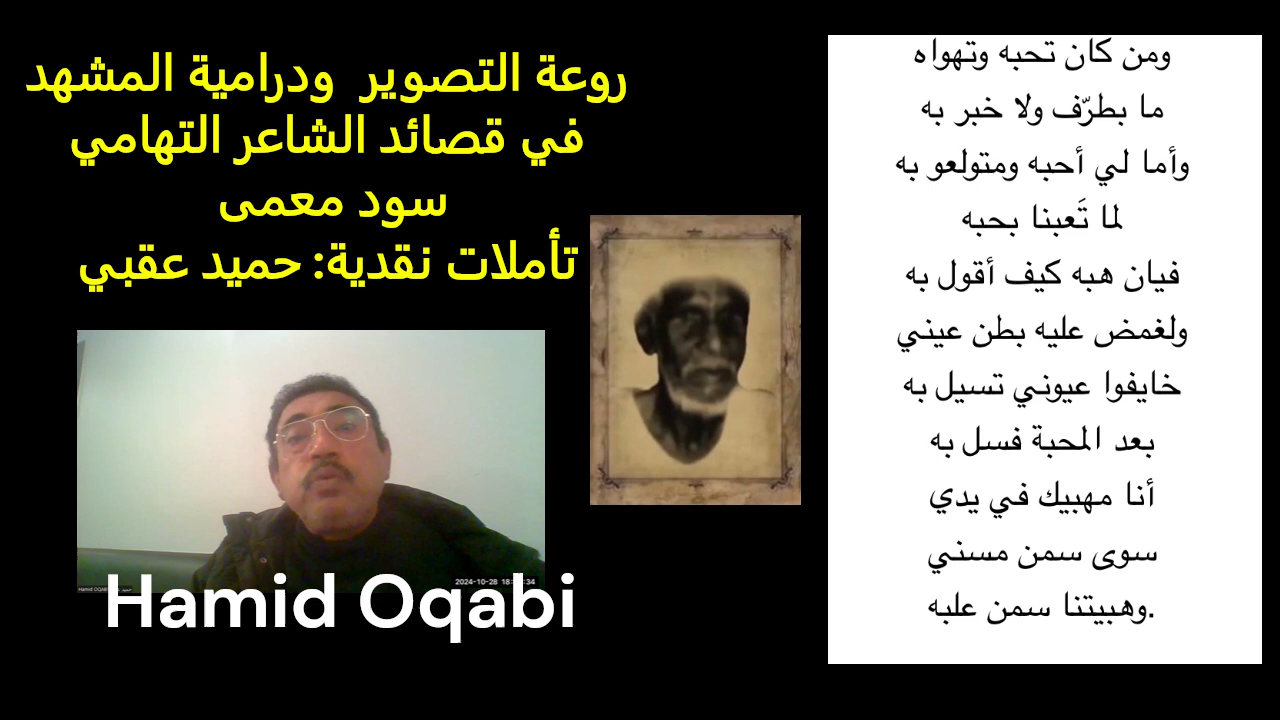 روعة التصوير ودرامية المشهد
في قصائد الشاعر التهامي
سود معمى
تأملات نقدية: حميد عقبي
Hamid Oqabi
ومن كان تحبه وتهواه
ما بطرّف ولا خبر به
وأما لي أحبه ومتولعو به
لما تَعبنا بحبه
فيان هبه كيف أقول به
ولغمض عليه بطن عيني
خايفوا عيوني تسيل به
بعد المحبة فسل به
أنا مهبيك في يدي
سوى سمن مسني
وهبيتنا سمن علبه.